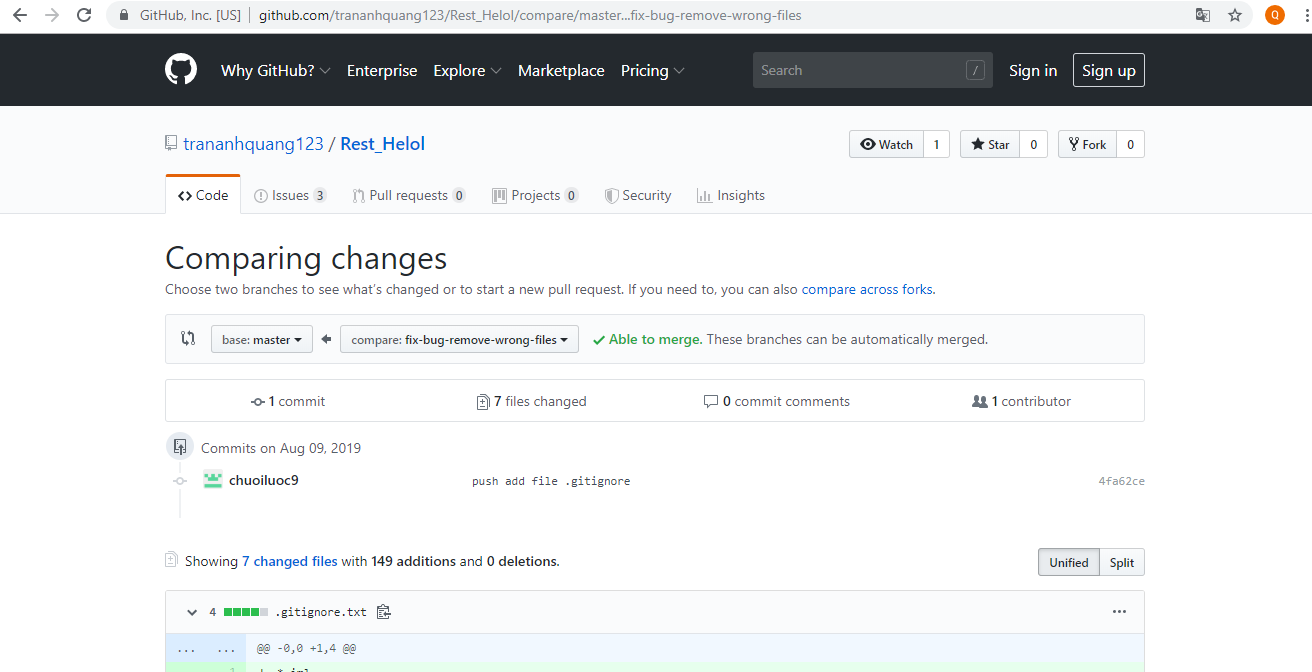 GitHub, Inc. [US] github.com/trananhquang123/Rest_Helol/compare/master...fix-bug-remove-wrong-files Q
Why GitHub? Enterprise Explore Marketplace Pricing Search / Sign in Sign up
trananhquang123 / Rest_Helol Watch 1 Star 0 Fork 0
Code Issues 3 Pull requests 0 Projects 0 Security Insights
Comparing changes
Choose two branches to see what's changed or to start a new pull request. If you need to, you can also compare across forks.
base: master compare: fix-bug-remove-wrong-files Able to merge. These branches can be automatically merged.
1 commit 7 files changed 0 commit comments 1 contributor
Commits on Aug 09, 2019
chuoiluoc9 push add file .gitignore 4fa62ce
Showing 7 changed files with 149 additions and 0 deletions. Unified Split
4 .gitignore.txt
... ... @@ -0,0 +1,4 @@